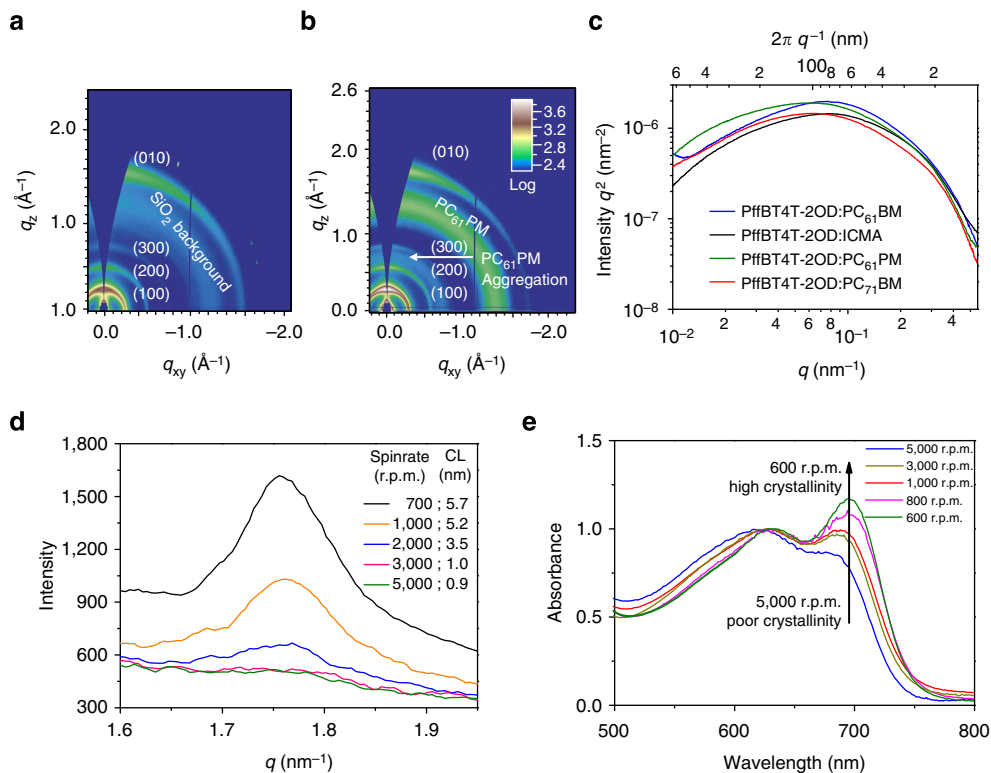 a
2.0
1.0
1.0
q_z (Å⁻¹)
(010)
SiO₂ background
(300)
(200)
(100)
0.0
–1.0
–2.0
q_xy (Å⁻¹)
b
2.6
2.0
1.0
0.0
q_z (Å⁻¹)
(010)
3.6
3.2
2.8
2.4
Log
PC₆₁PM
(300)
(200)
(100)
PC₆₁PM
Aggregation
0.0
–1.0
–2.0
q_xy (Å⁻¹)
c
2π q⁻¹ (nm)
6 4 2 100 8 6 4 2
Intensity q² (nm⁻²)
10⁻⁶
10⁻⁷
10⁻⁸
PffBT4T-2OD:PC₆₁BM
PffBT4T-2OD:ICMA
PffBT4T-2OD:PC₆₁PM
PffBT4T-2OD:PC₇₁BM
10⁻² 2 4 6 8 10⁻¹ 2 4
q (nm⁻¹)
d
1,800
1,500
1,200
900
600
300
Intensity
Spinrate CL
(r.p.m.) (nm)
700 ; 5.7
1,000 ; 5.2
2,000 ; 3.5
3,000 ; 1.0
5,000 ; 0.9
1.6 1.7 1.8 1.9
q (nm⁻¹)
e
1.5
1.0
0.5
0.0
Absorbance
600 r.p.m.
high crystallinity
5,000 r.p.m.
3,000 r.p.m.
1,000 r.p.m.
800 r.p.m.
600 r.p.m.
5,000 r.p.m.
poor crystallinity
500 600 700 800
Wavelength (nm)